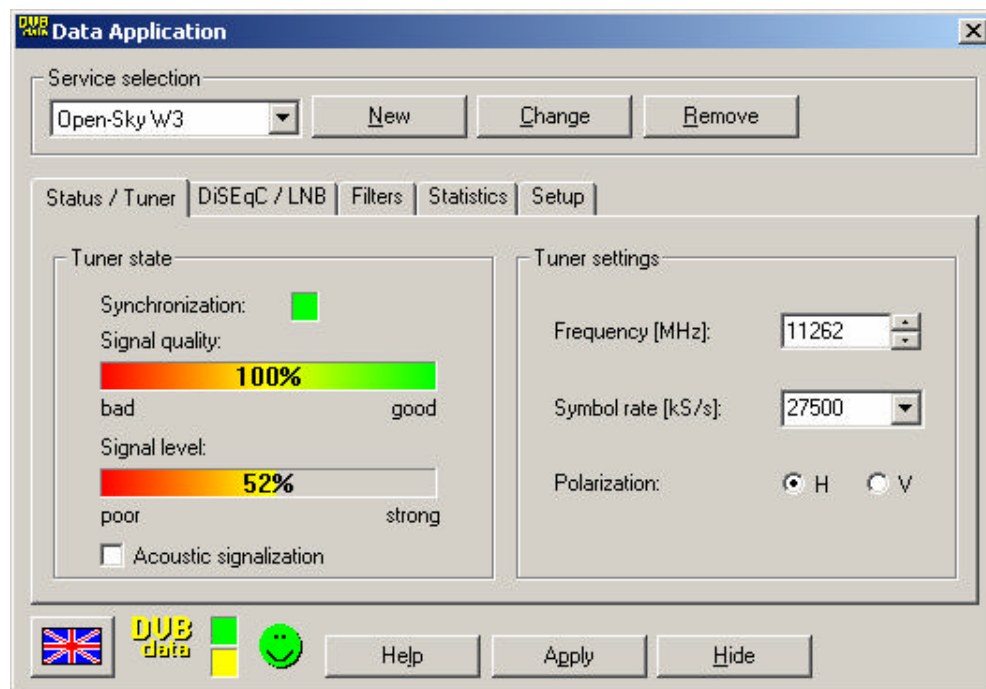 DVB data Data Application
Service selection
Open-Sky W3 New Change Remove
Status / Tuner DiSEqC / LNB Filters Statistics Setup
Tuner state
Synchronization:
Signal quality:
100%
bad good
Signal level:
52%
poor strong
Acoustic signalization
Tuner settings
Frequency [MHz]: 11262
Symbol rate [kS/s]: 27500
Polarization: H V
DVB
data
Help Apply Hide